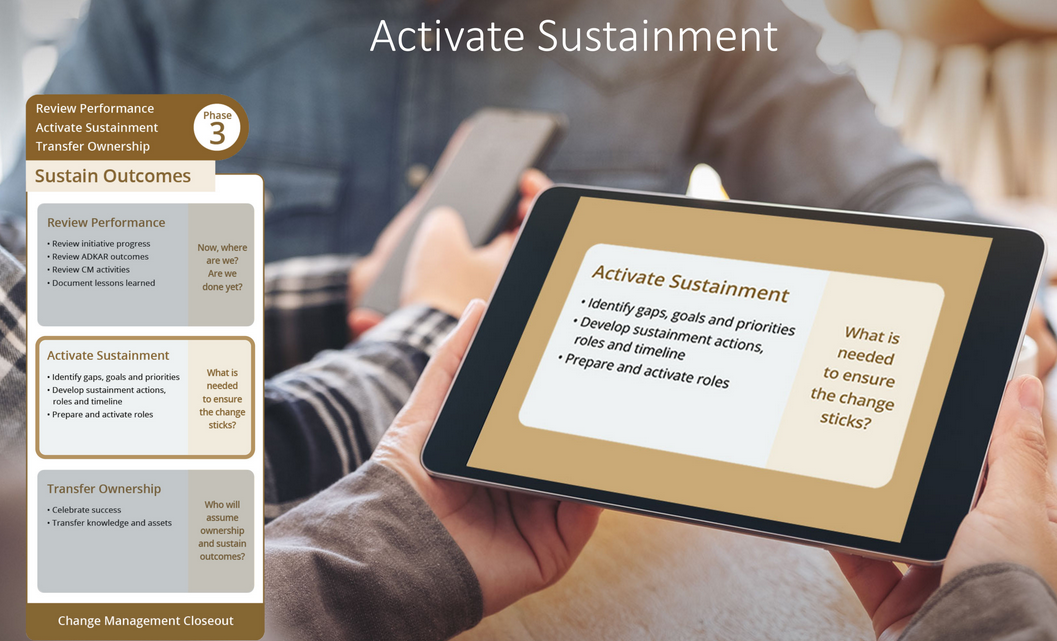 Activate Sustainment
Review Performance
Activate Sustainment
Transfer Ownership
Phase
3
Sustain Outcomes
Review Performance
• Review initiative progress
• Review ADKAR outcomes
• Review CM activities
• Document lessons learned
Now, where
are we?
Are we
done yet?
Activate Sustainment
• Identify gaps, goals and priorities
• Develop sustainment actions,
roles and timeline
• Prepare and activate roles
What is
needed
to ensure
the change
sticks?
Transfer Ownership
• Celebrate success
• Transfer knowledge and assets
Who will
assume
ownership
and sustain
outcomes?
Change Management Closeout
Activate Sustainment
• Identify gaps, goals and priorities
• Develop sustainment actions,
roles and timeline
• Prepare and activate roles
What is
needed
to ensure
the change
sticks?